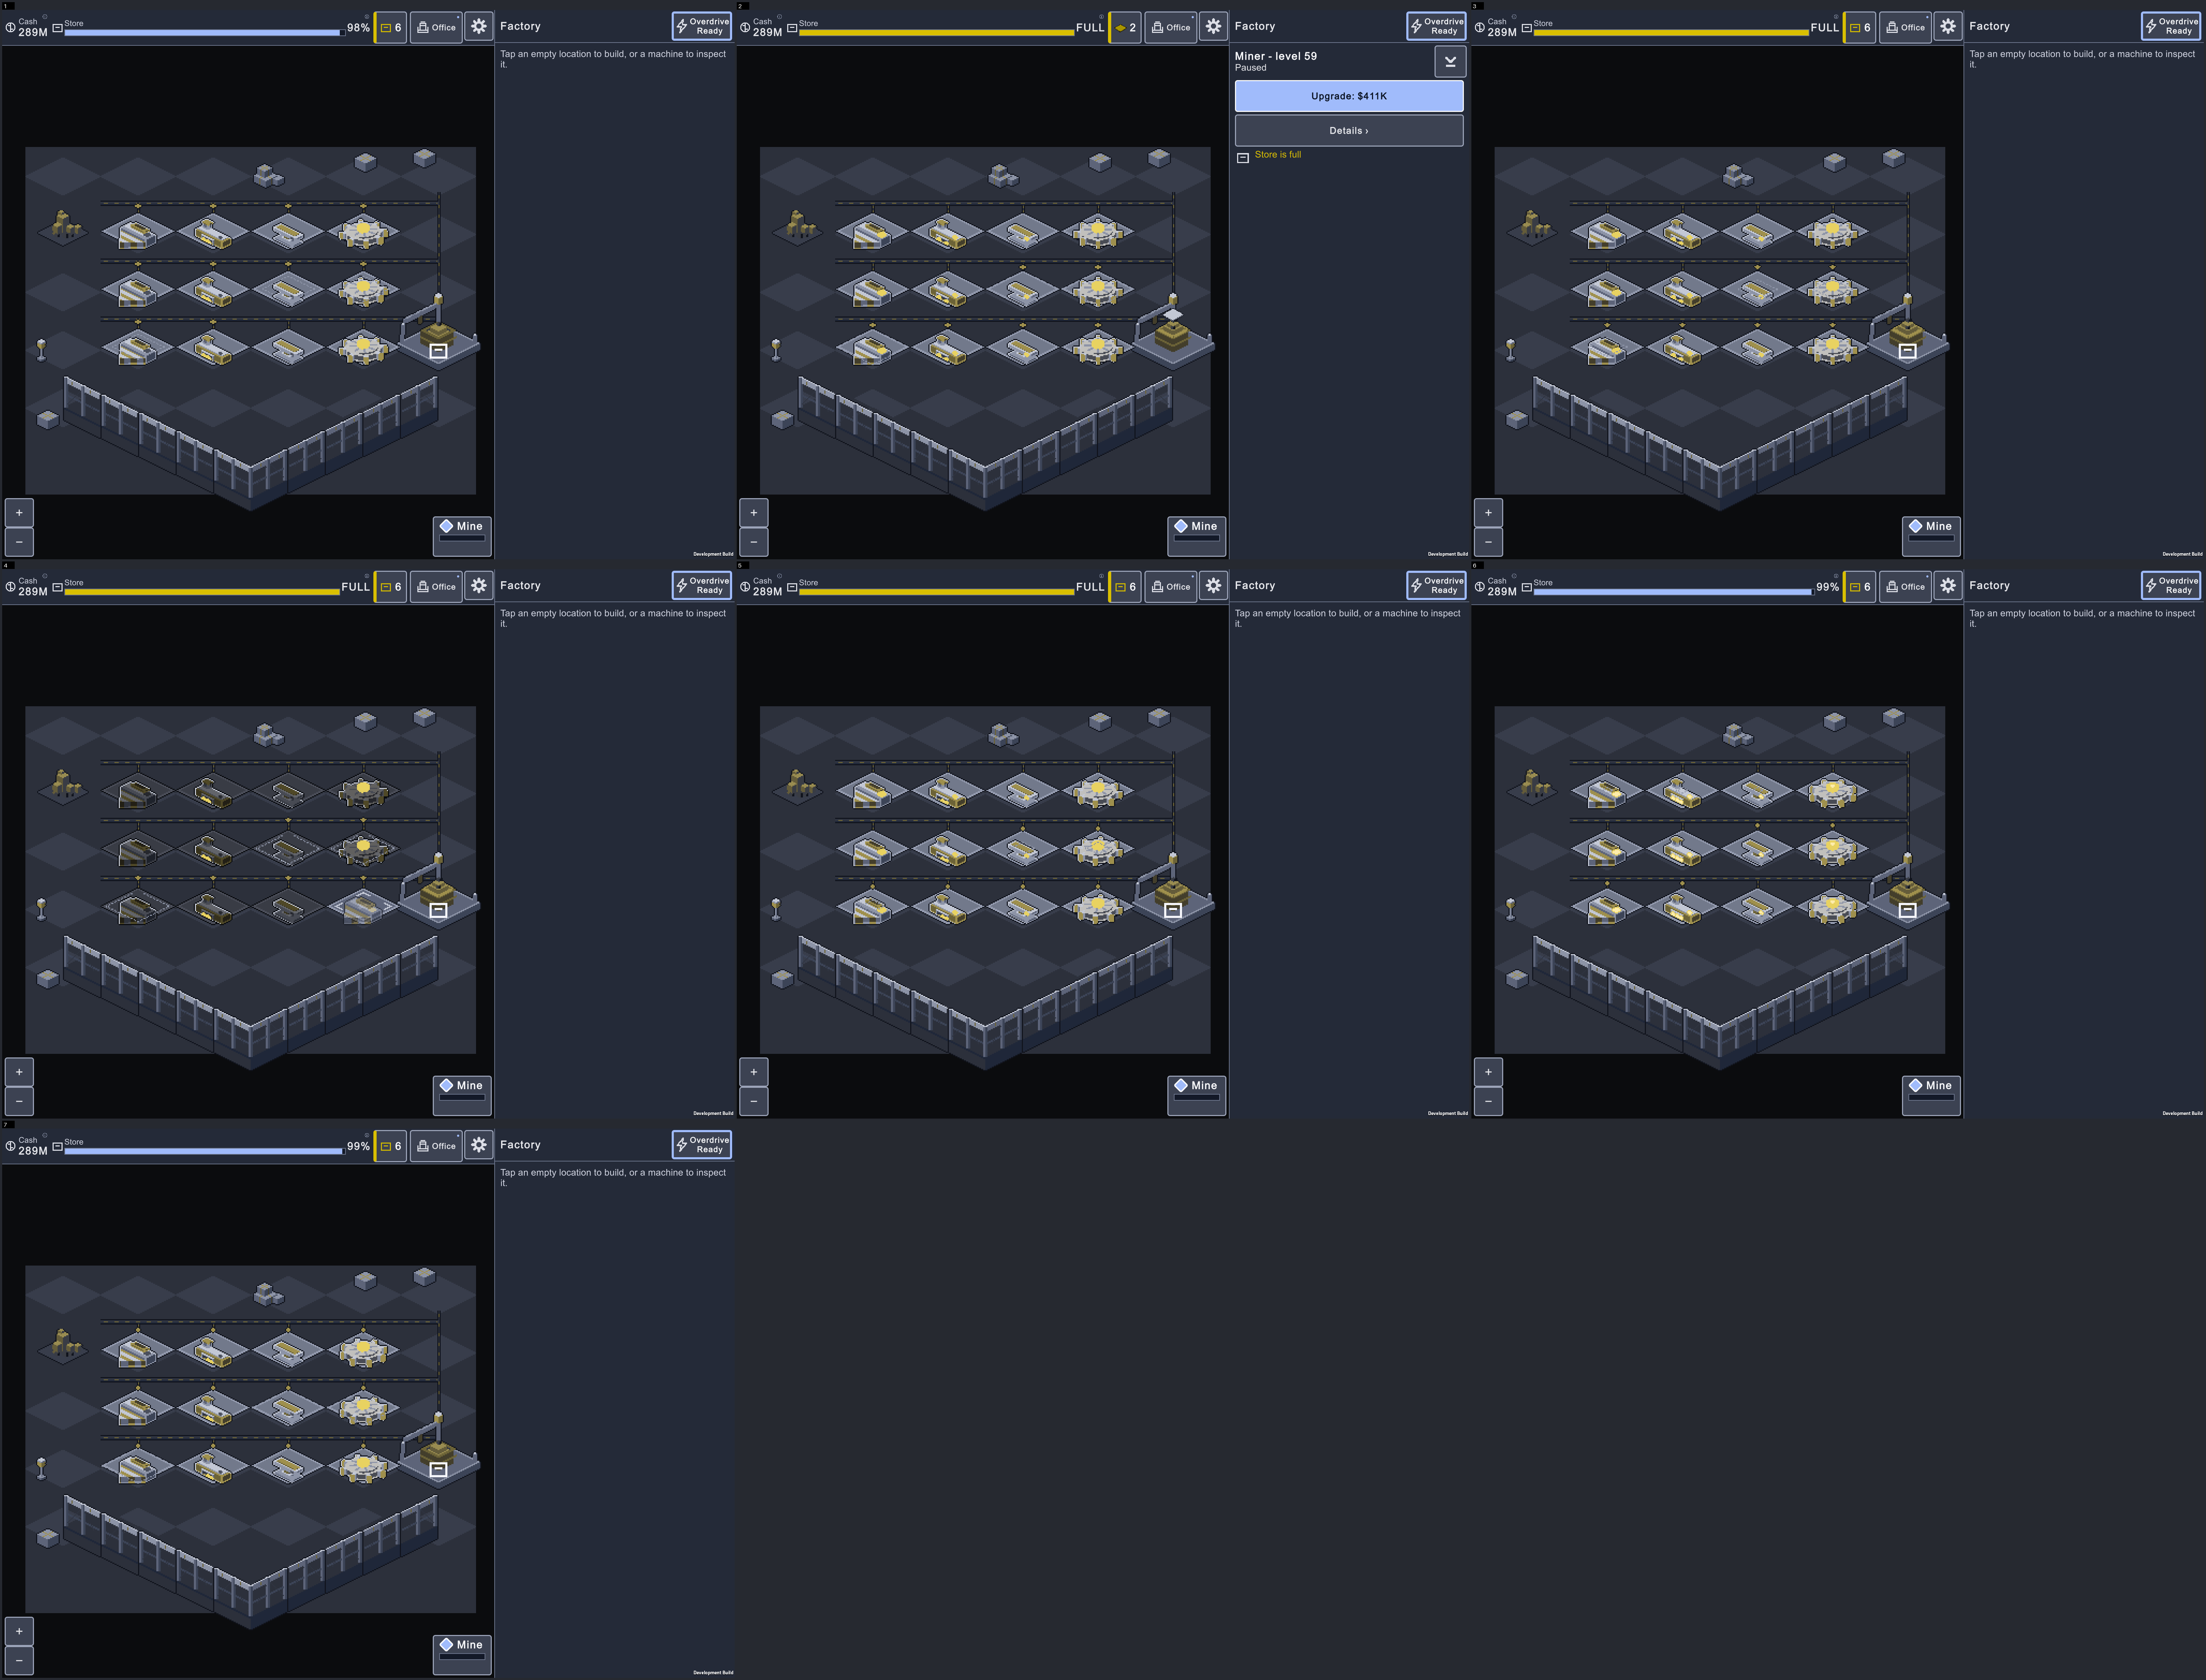 1
Cash
289M
Store
98%
6
Office
Factory
Overdrive
Ready
Tap an empty location to build, or a machine to inspect
it.
+
−
Mine
Development Build
2
Cash
289M
Store
FULL
2
Office
Factory
Overdrive
Ready
Miner - level 59
Paused
Upgrade: $411K
Details ›
Store is full
+
−
Mine
Development Build
3
Cash
289M
Store
FULL
6
Office
Factory
Overdrive
Ready
Tap an empty location to build, or a machine to inspect
it.
+
−
Mine
Development Build
4
Cash
289M
Store
FULL
6
Office
Factory
Overdrive
Ready
Tap an empty location to build, or a machine to inspect
it.
+
−
Mine
Development Build
5
Cash
289M
Store
FULL
6
Office
Factory
Overdrive
Ready
Tap an empty location to build, or a machine to inspect
it.
+
−
Mine
Development Build
6
Cash
289M
Store
99%
6
Office
Factory
Overdrive
Ready
Tap an empty location to build, or a machine to inspect
it.
+
−
Mine
Development Build
7
Cash
289M
Store
99%
6
Office
Factory
Overdrive
Ready
Tap an empty location to build, or a machine to inspect
it.
+
−
Mine
Development Build